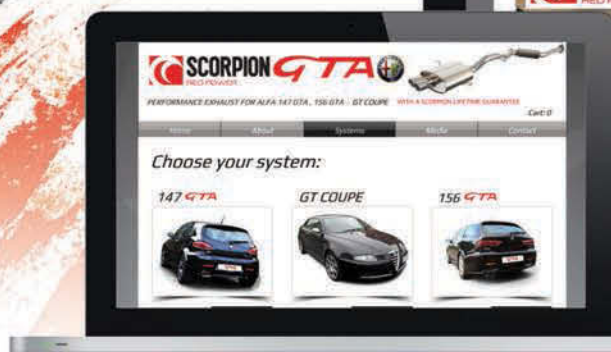 SCORPION GTA
RED POWER
PERFORMANCE EXHAUST FOR ALFA 147 GTA , 156 GTA - GT COUPE WITH A SCORPION LIFETIME GUARANTEE
Cart: 0
Home About Systems Media Contact
Choose your system:
147 GTA GT COUPE 156 GTA